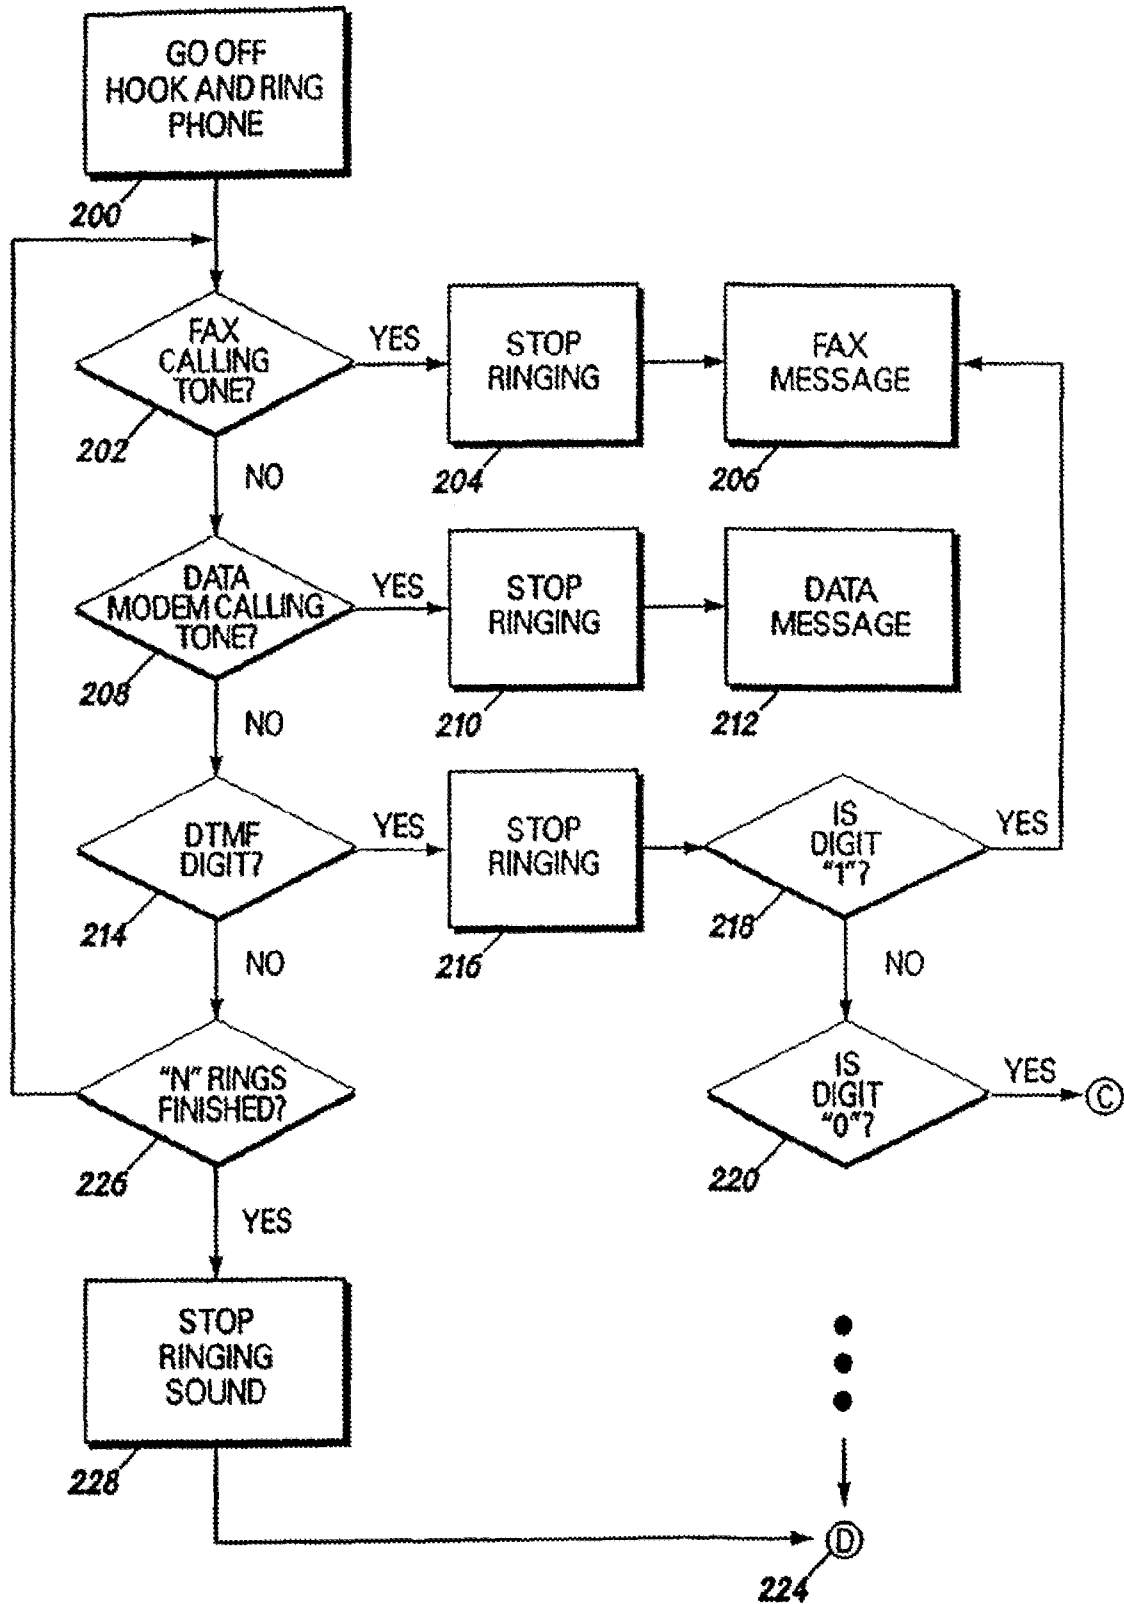 GO OFF
HOOK AND RING
PHONE
200
FAX
CALLING
TONE?
202
YES
STOP
RINGING
204
FAX
MESSAGE
206
NO
DATA
MODEM CALLING
TONE?
208
YES
STOP
RINGING
210
DATA
MESSAGE
212
NO
DTMF
DIGIT?
214
YES
STOP
RINGING
216
IS
DIGIT
"1"?
218
YES
NO
NO
"N" RINGS
FINISHED?
226
IS
DIGIT
"0"?
220
YES
C
YES
STOP
RINGING
SOUND
228
D
224